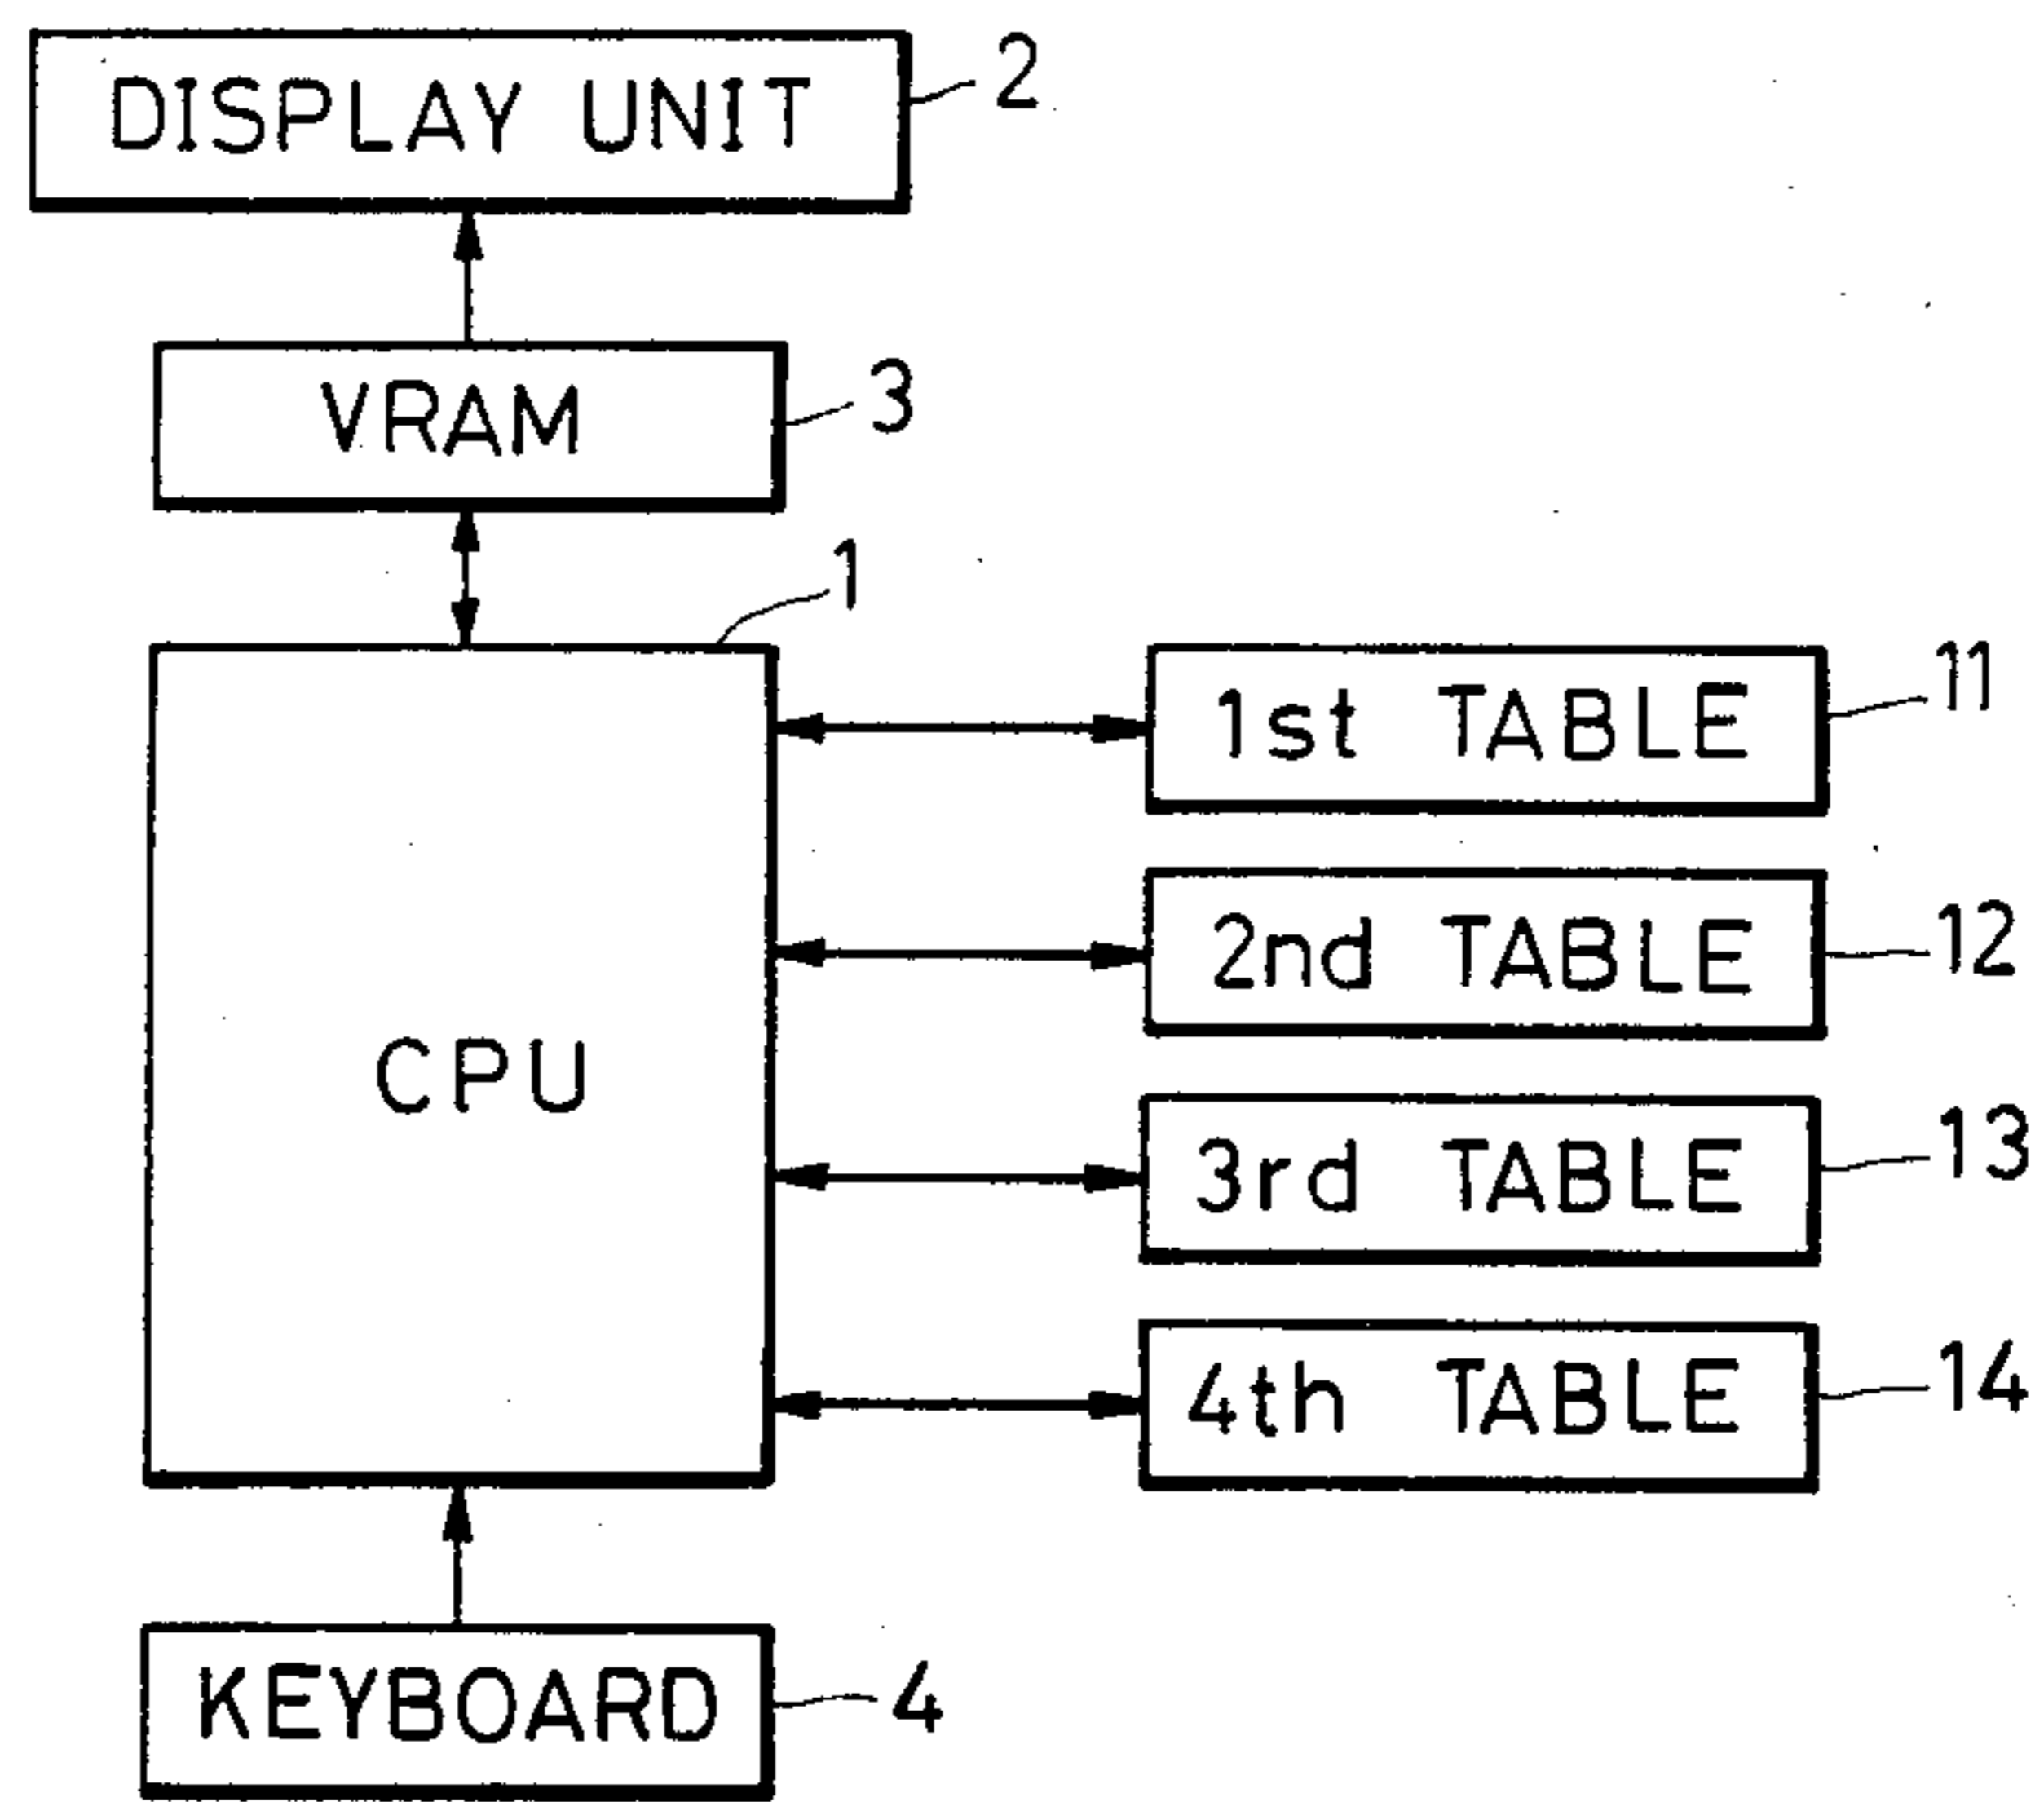 DISPLAY UNIT 2
VRAM 3
1
1st TABLE 11
2nd TABLE 12
CPU
3rd TABLE 13
4th TABLE 14
KEYBOARD 4